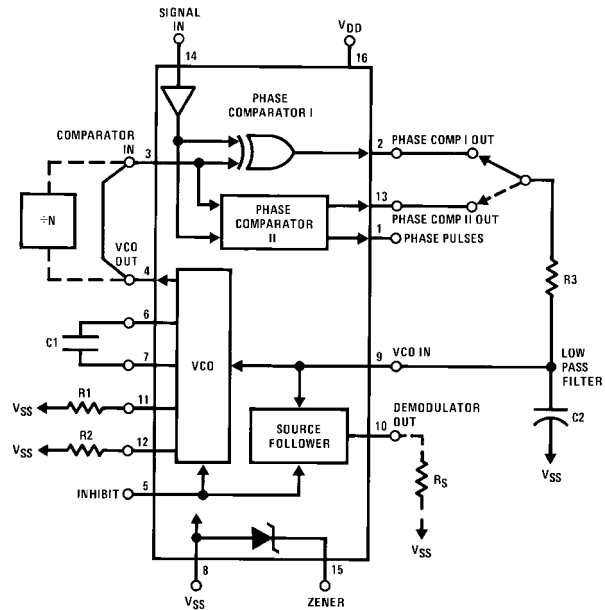 SIGNAL
IN
14
VDD
16
PHASE
COMPARATOR I
COMPARATOR
IN
3
2
PHASE COMP I OUT
÷N
PHASE
COMPARATOR
II
13
PHASE COMP II OUT
1
PHASE PULSES
VCO
OUT
4
R3
6
C1
7
VCO
9
VCO IN
LOW
PASS
FILTER
VSS
R1
11
VSS
R2
12
SOURCE
FOLLOWER
10
DEMODULATOR
OUT
C2
VSS
INHIBIT
5
RS
VSS
8
15
VSS
ZENER